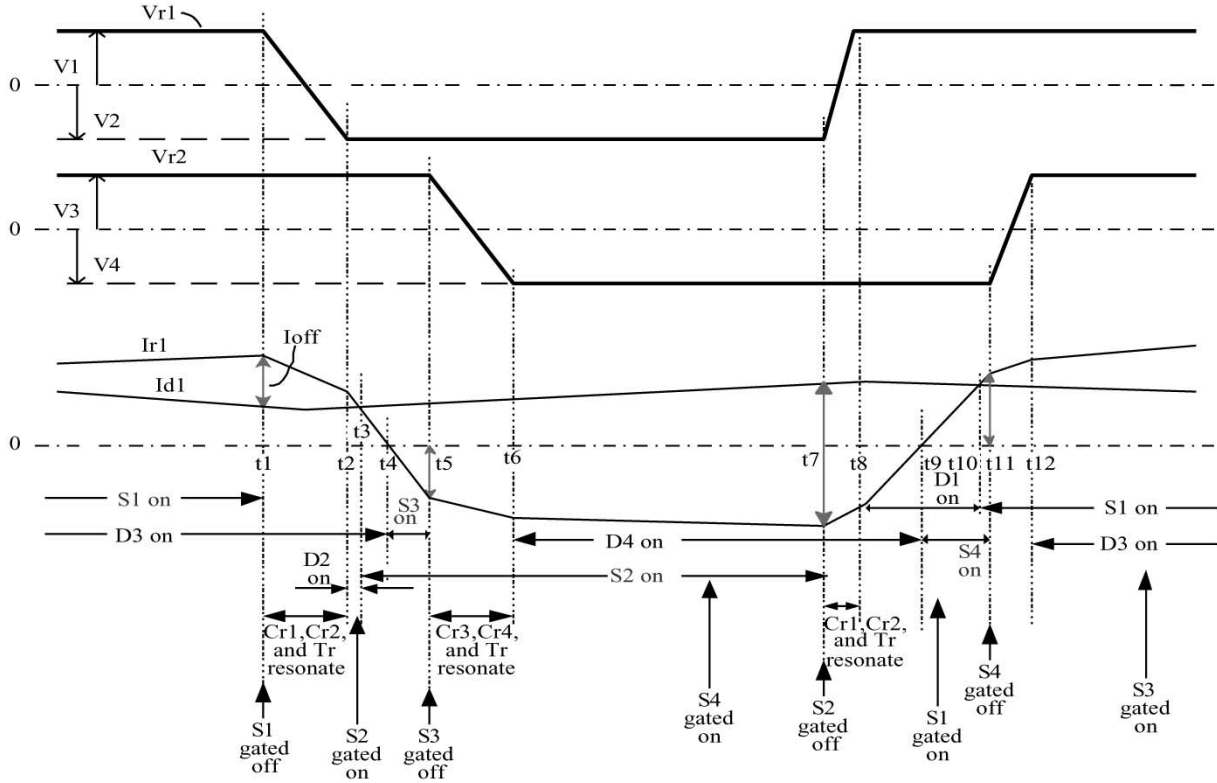 Vr1
V1
0
V2
Vr2
V3
0
V4
Ioff
Ir1
Id1
0
t1
t2
t3
t4
t5
t6
t7
t8
t9
t10
t11
t12
S1 on
S3
on
D1
on
S1 on
D3 on
D4 on
S4
on
D3 on
D2
on
S2 on
Cr1,Cr2,
and Tr
resonate
Cr3,Cr4,
and Tr
resonate
Cr1,Cr2,
and Tr
resonate
S1
gated
off
S2
gated
on
S3
gated
off
S4
gated
on
S2
gated
off
S1
gated
on
S4
gated
off
S3
gated
on